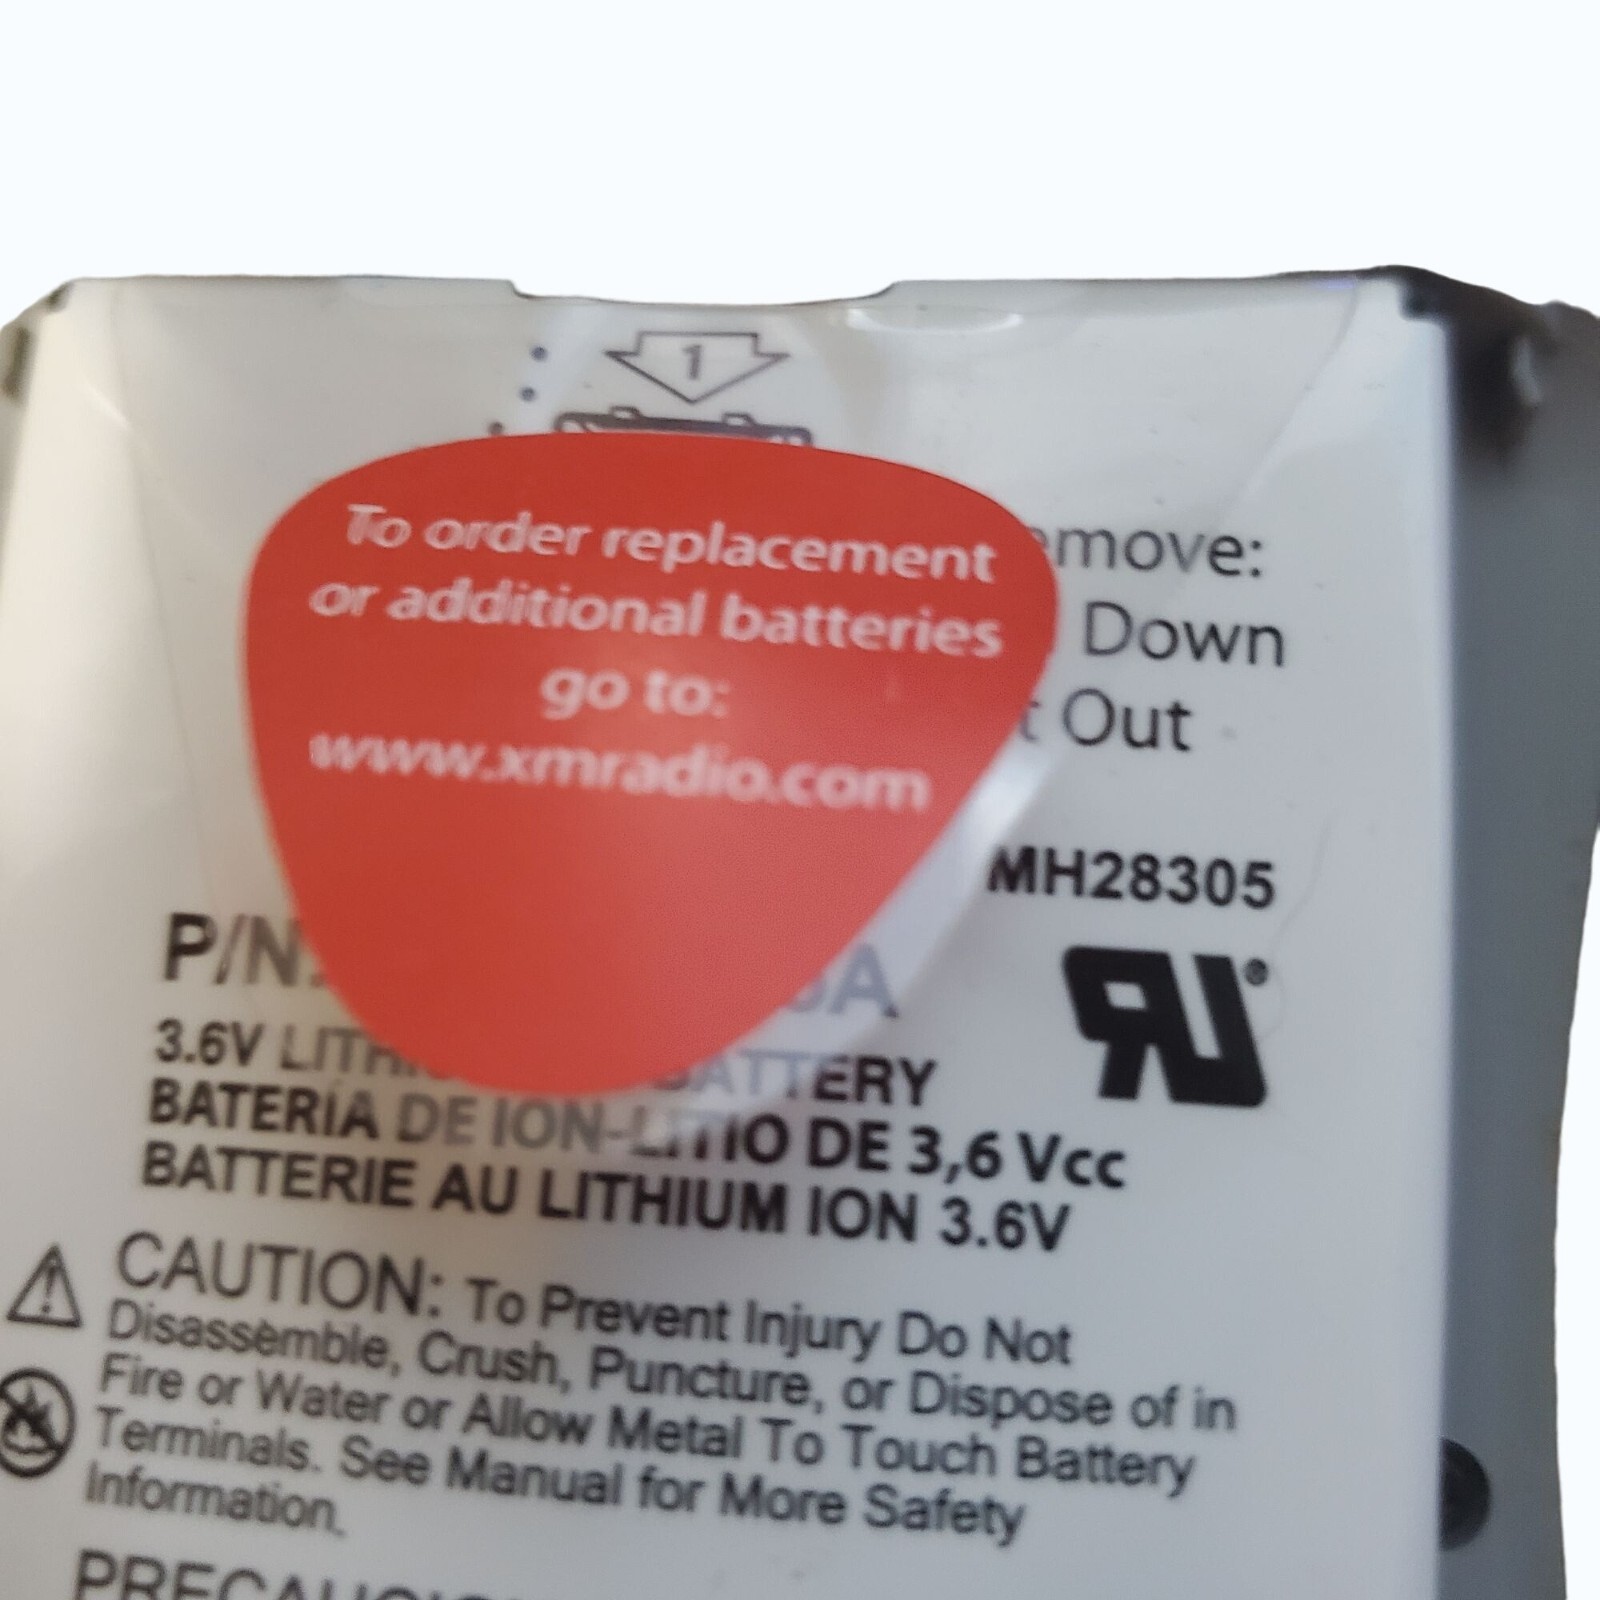 1
To order replacement
or additional batteries
go to:
www.xmradio.com
Down
Out
MH28305
P/N
3.6V BATTERY
BATERÍA DE ION-LITIO DE 3,6 Vcc
BATTERIE AU LITHIUM ION 3.6V
CAUTION: To Prevent Injury Do Not
Disassemble, Crush, Puncture, or Dispose of in
Fire or Water or Allow Metal To Touch Battery
Terminals. See Manual for More Safety
Information.